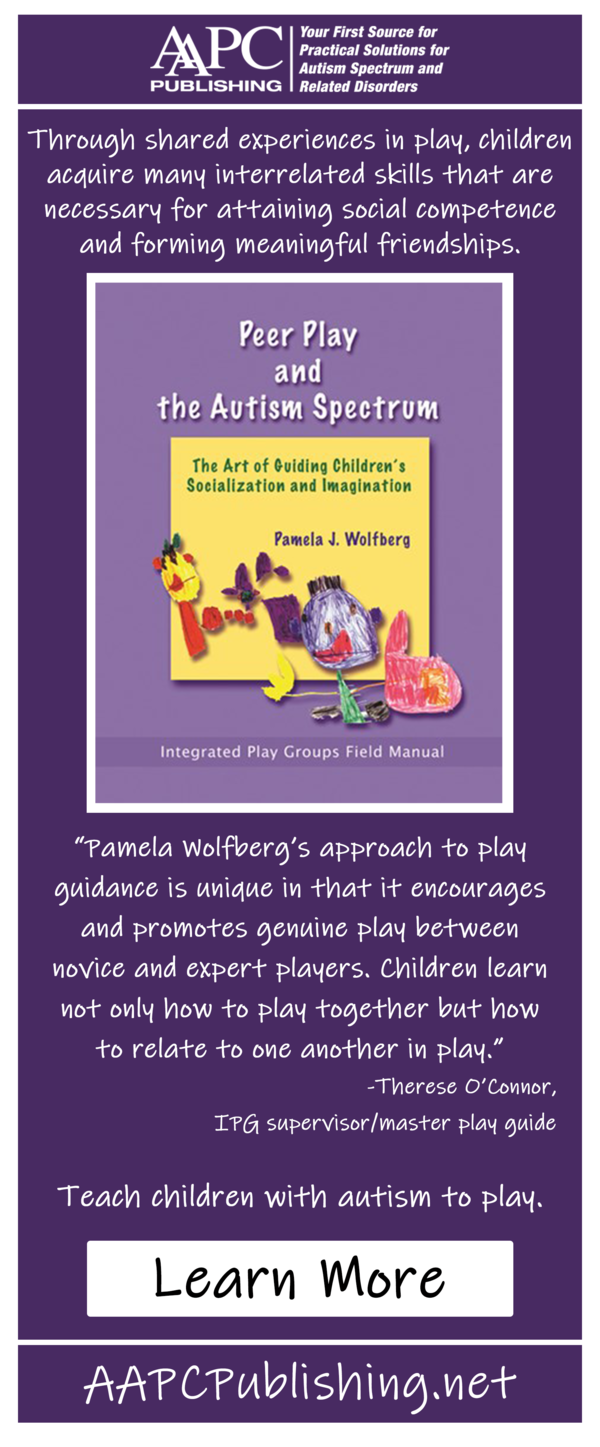 AAPC
PUBLISHING
Your First Source for
Practical Solutions for
Autism Spectrum and
Related Disorders
Through shared experiences in play, children
acquire many interrelated skills that are
necessary for attaining social competence
and forming meaningful friendships.
Peer Play
and
the Autism Spectrum
The Art of Guiding Children's
Socialization and Imagination
Pamela J. Wolfberg
Integrated Play Groups Field Manual
"Pamela Wolfberg's approach to play
guidance is unique in that it encourages
and promotes genuine play between
novice and expert players. Children learn
not only how to play together but how
to relate to one another in play."
-Therese O'Connor,
IPG supervisor/master play guide
Teach children with autism to play.
Learn More
AAPCPublishing.net